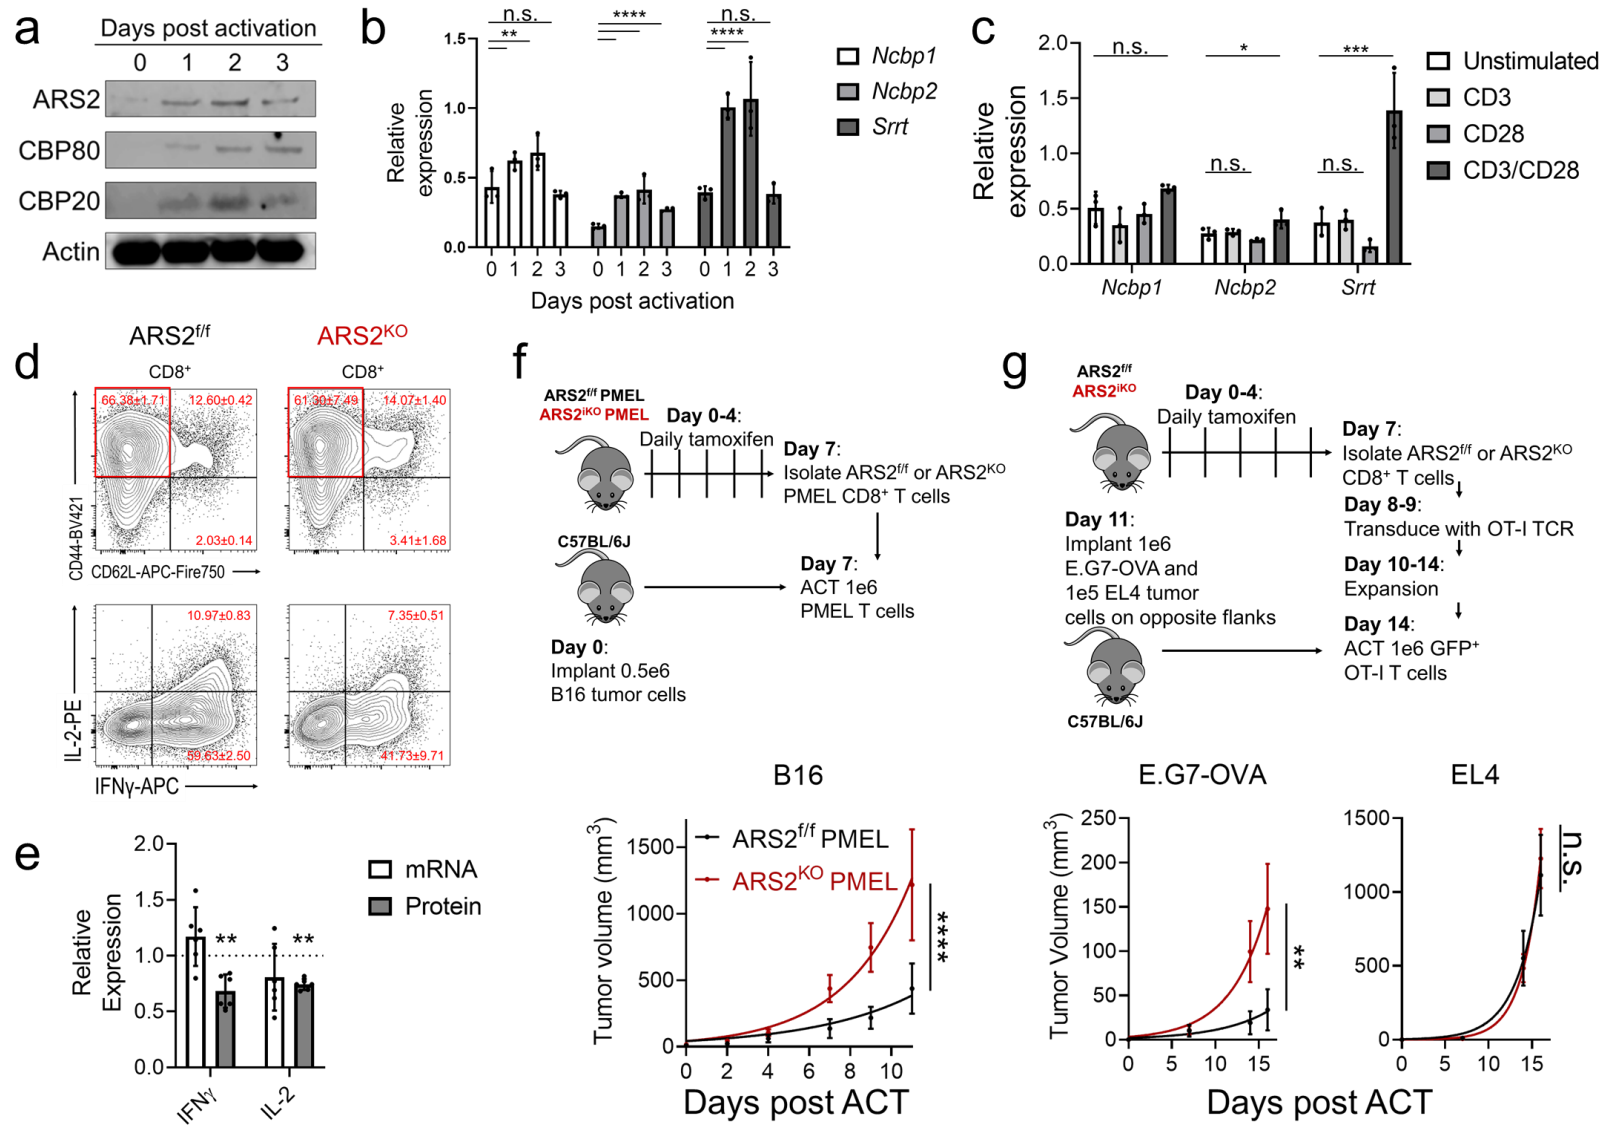 a
Days post activation
0 1 2 3
ARS2
CBP80
CBP20
Actin
b
n.s. **** n.s.
** ****
Relative expression
1.5
1.0
0.5
0.0
0 1 2 3 0 1 2 3 0 1 2 3
Days post activation
Ncbp1
Ncbp2
Srrt
c
n.s. * ***
n.s. n.s.
Relative expression
2.0
1.5
1.0
0.5
0.0
Ncbp1 Ncbp2 Srrt
Unstimulated
CD3
CD28
CD3/CD28
d
ARS2f/f ARS2KO
CD8+ CD8+
66.38±1.71 12.60±0.42 61.30±7.49 14.07±1.40
2.03±0.14 3.41±1.68
CD44-BV421
CD62L-APC-Fire750
10.97±0.83 7.35±0.51
59.63±2.50 41.73±9.71
IL-2-PE
IFNγ-APC
e
Relative Expression
2.0
1.5
1.0
0.5
0.0
** **
IFNγ IL-2
mRNA
Protein
f
ARS2f/f PMEL
ARS2iKO PMEL
Day 0-4:
Daily tamoxifen
Day 7:
Isolate ARS2f/f or ARS2KO
PMEL CD8+ T cells
C57BL/6J
Day 7:
ACT 1e6
PMEL T cells
Day 0:
Implant 0.5e6
B16 tumor cells
B16
Tumor volume (mm3)
1500
1000
500
0
ARS2f/f PMEL
ARS2KO PMEL
****
0 2 4 6 8 10
Days post ACT
g
ARS2f/f
ARS2iKO
Day 0-4:
Daily tamoxifen
Day 7:
Isolate ARS2f/f or ARS2KO
CD8+ T cells
Day 8-9:
Transduce with OT-I TCR
Day 10-14:
Expansion
Day 14:
ACT 1e6 GFP+
OT-I T cells
Day 11:
Implant 1e6
E.G7-OVA and
1e5 EL4 tumor
cells on opposite flanks
C57BL/6J
E.G7-OVA
Tumor Volume (mm3)
250
200
150
100
50
0
**
0 5 10 15
EL4
1500
1000
500
0
n.s.
0 5 10 15
Days post ACT